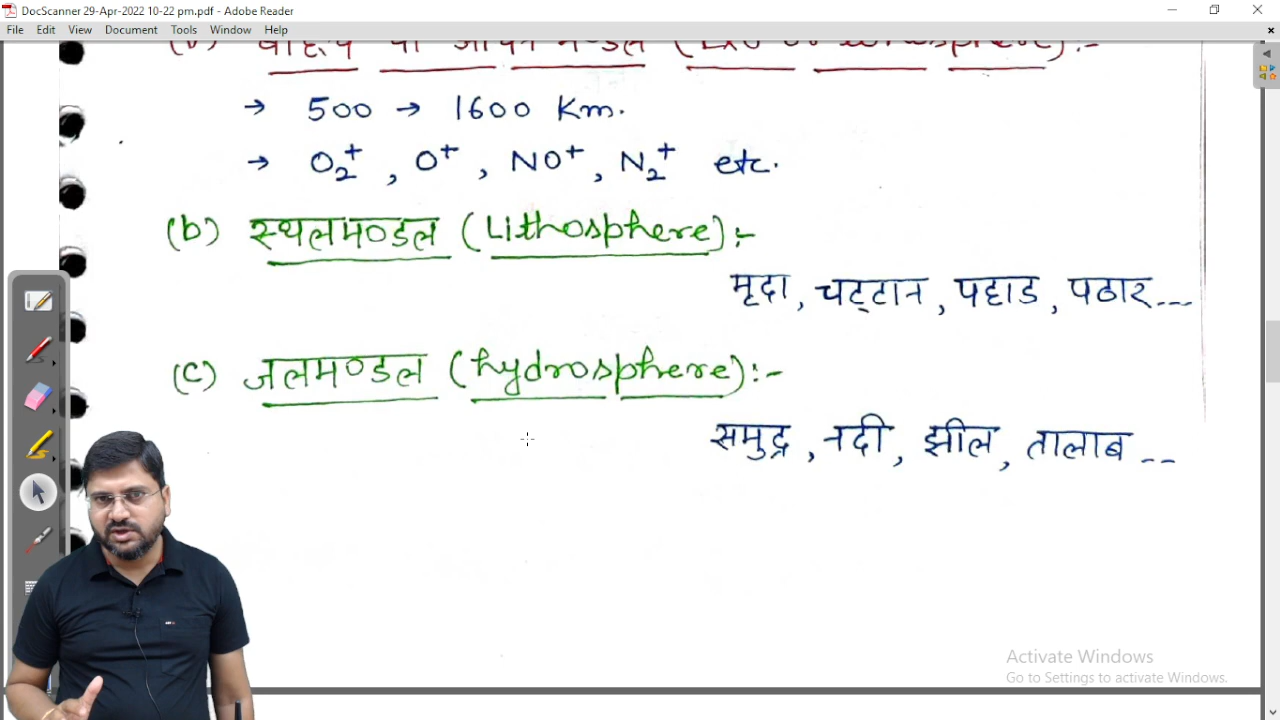 DocScanner 29-Apr-2022 10-22 pm.pdf - Adobe Reader
File Edit View Document Tools Window Help
→ 500 → 1600 Km.
→ O₂⁺, O⁺, NO⁺, N₂⁺ etc.
(b) स्थलमण्डल (Lithosphere):-
मृदा, चट्टान, पहाड, पठार...
(c) जलमण्डल (hydrosphere):-
समुद्र, नदी, झील, तालाब --
Activate Windows
Go to Settings to activate Windows.